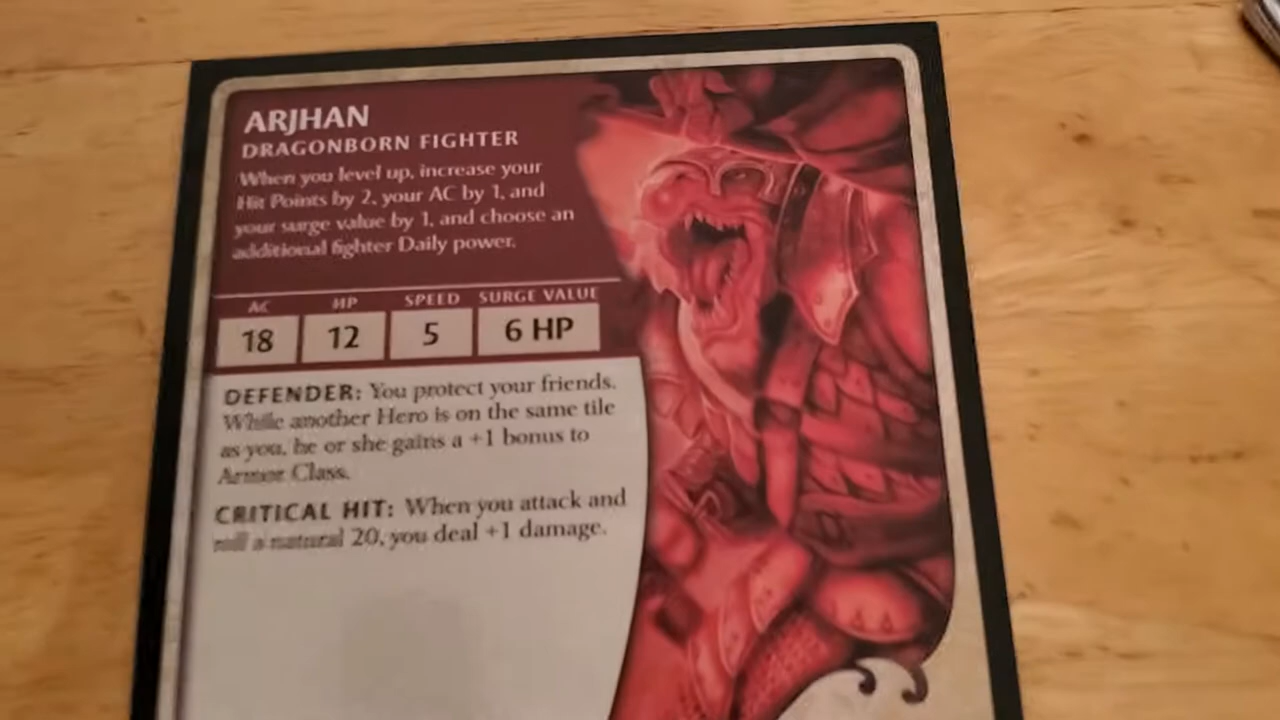 ARJHAN
DRAGONBORN FIGHTER
When you level up, increase your
Hit Points by 2, your AC by 1, and
your surge value by 1, and choose an
additional fighter Daily power.
AC HP SPEED SURGE VALUE
18 12 5 6 HP
DEFENDER: You protect your friends.
While another Hero is on the same tile
as you, he or she gains a +1 bonus to
Armor Class.
CRITICAL HIT: When you attack and
roll a natural 20, you deal +1 damage.